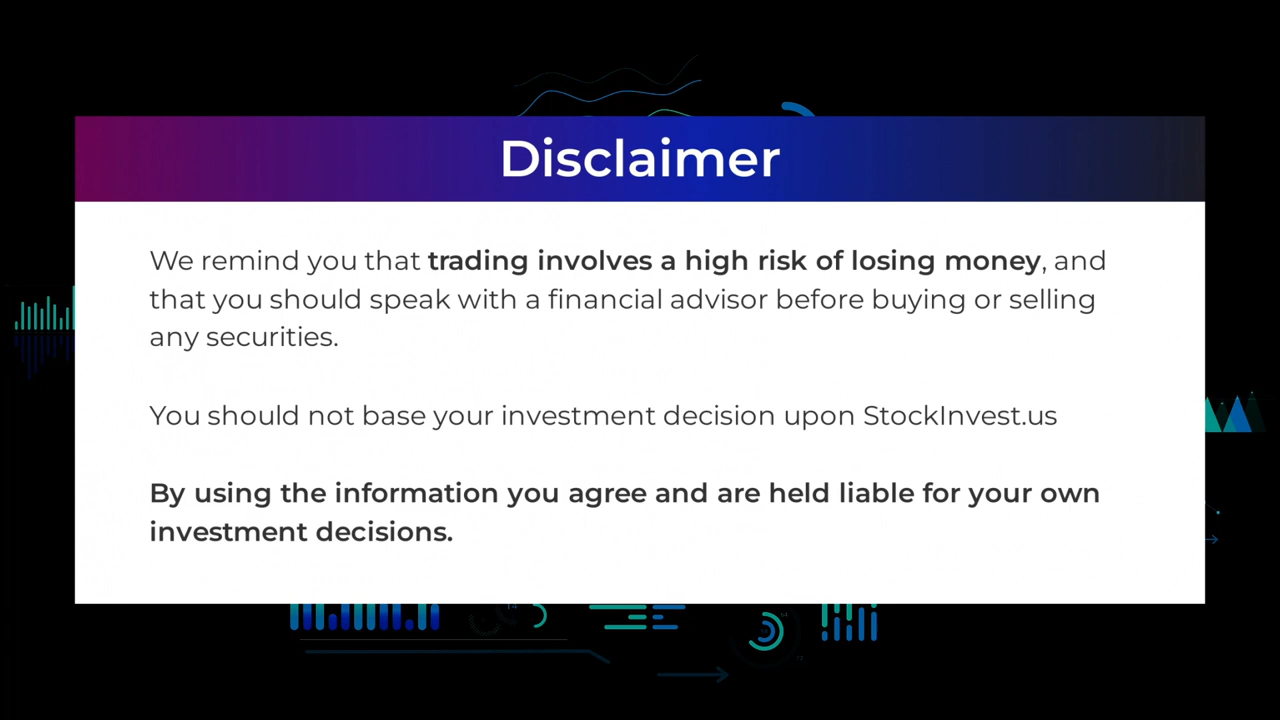 Disclaimer
We remind you that trading involves a high risk of losing money, and
that you should speak with a financial advisor before buying or selling
any securities.
You should not base your investment decision upon StockInvest.us
By using the information you agree and are held liable for your own
investment decisions.